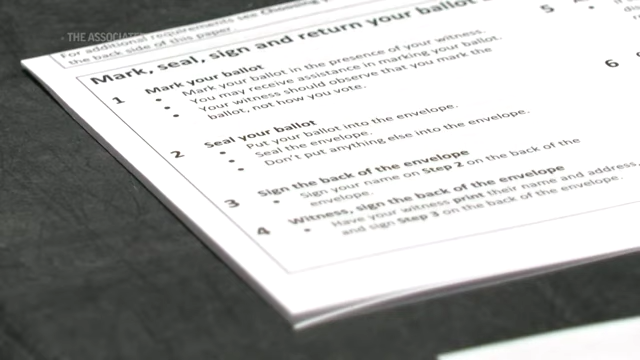 THE ASSOCIATE
For additional requirements see Choosing
the back side of this paper
Mark, seal, sign and return your ballot
1 Mark your ballot
• Mark your ballot in the presence of your witness.
• You may receive assistance in marking your ballot.
• Your witness should observe that you mark the
ballot, not how you vote.
2 Seal your ballot
• Put your ballot into the envelope.
• Seal the envelope.
• Don't put anything else into the envelope.
3 Sign the back of the envelope
• Sign your name on Step 2 on the back of the
envelope.
4 Witness, sign the back of the envelope
• Have your witness print their name and address,
and sign Step 3 on the back of the envelope.
5
6